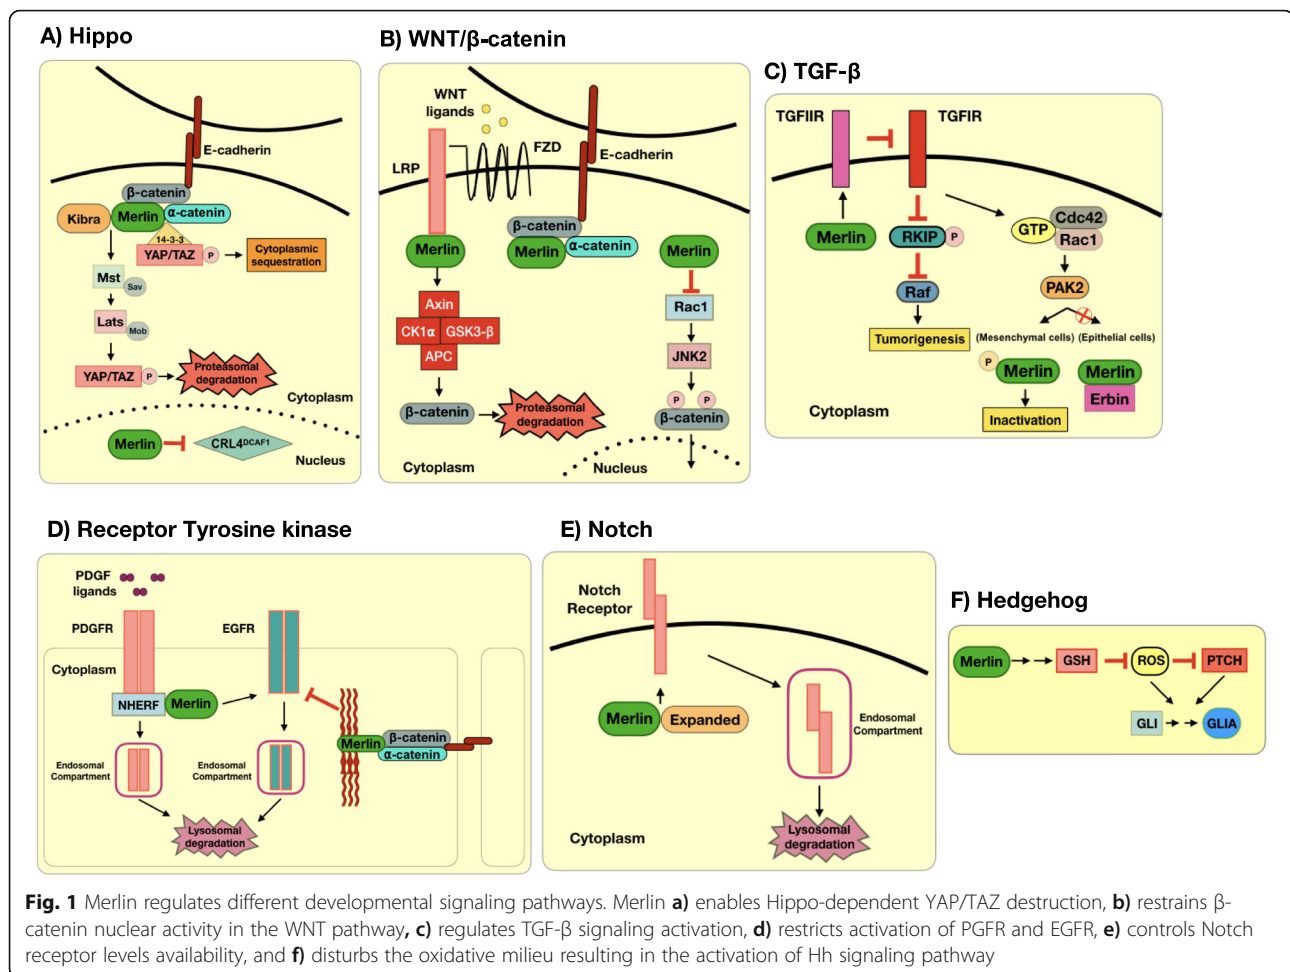 A) Hippo
E-cadherin
β-catenin
Kibra
Merlin
α-catenin
14-3-3
YAP/TAZ
P
Cytoplasmic
sequestration
Mst
Sav
Lats
Mob
YAP/TAZ
P
Proteasomal
degradation
Cytoplasm
Merlin
CRL4DCAF1
Nucleus
B) WNT/β-catenin
WNT
ligands
FZD
LRP
E-cadherin
β-catenin
Merlin
Merlin
α-catenin
Merlin
Axin
CK1α
GSK3-β
APC
Rac1
JNK2
P
P
β-catenin
Proteasomal
degradation
β-catenin
Cytoplasm
Nucleus
C) TGF-β
TGFIIR
TGFIR
Merlin
RKIP
P
GTP
Cdc42
Rac1
Raf
PAK2
Tumorigenesis
(Mesenchymal cells)
(Epithelial cells)
P
Merlin
Merlin
Erbin
Inactivation
Cytoplasm
D) Receptor Tyrosine kinase
PDGF
ligands
PDGFR
EGFR
Cytoplasm
NHERF
Merlin
Merlin
β-catenin
α-catenin
Endosomal
Compartment
Endosomal
Compartment
Lysosomal
degradation
E) Notch
Notch
Receptor
Merlin
Expanded
Endosomal
Compartment
Lysosomal
degradation
Cytoplasm
F) Hedgehog
Merlin
GSH
ROS
PTCH
GLI
GLIA
Fig. 1 Merlin regulates different developmental signaling pathways. Merlin a) enables Hippo-dependent YAP/TAZ destruction, b) restrains β-
catenin nuclear activity in the WNT pathway, c) regulates TGF-β signaling activation, d) restricts activation of PGFR and EGFR, e) controls Notch
receptor levels availability, and f) disturbs the oxidative milieu resulting in the activation of Hh signaling pathway